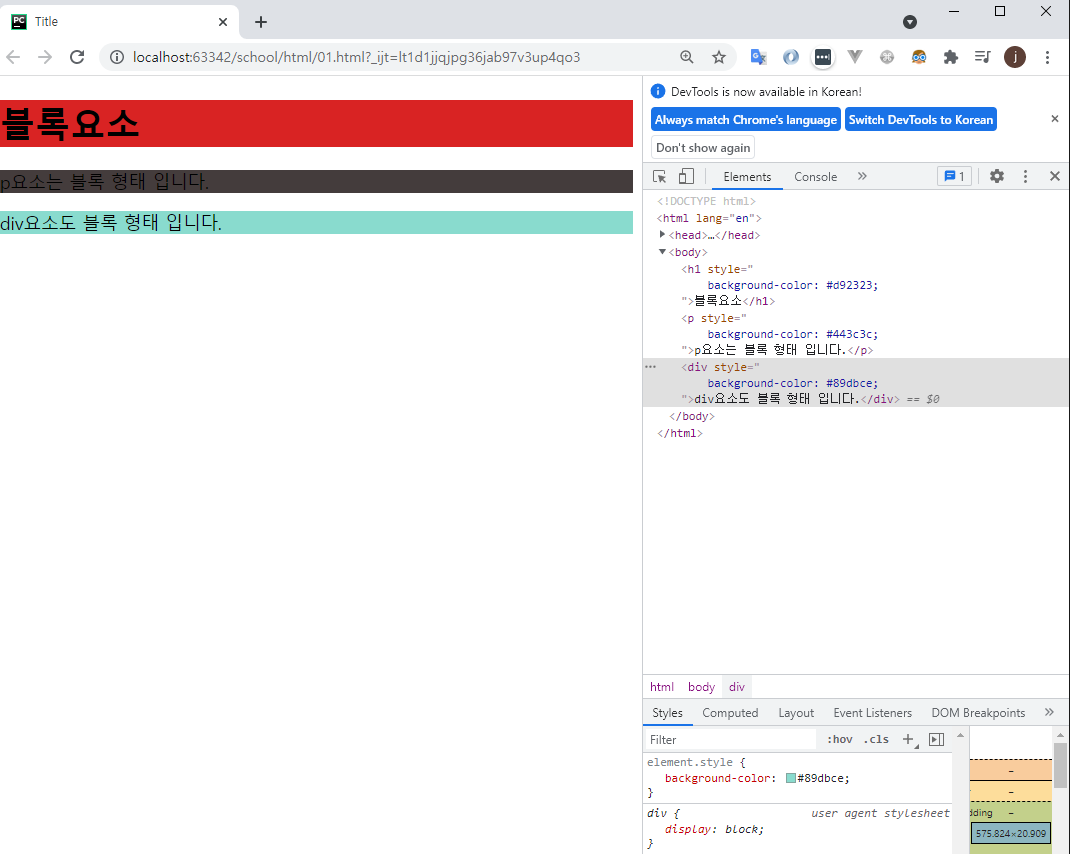 PC Title
localhost:63342/school/html/01.html?_ijt=lt1d1jjqjpg36jab97v3up4qo3
j
블록요소
p요소는 블록 형태 입니다.
div요소도 블록 형태 입니다.
DevTools is now available in Korean!
Always match Chrome's language Switch DevTools to Korean
Don't show again
Elements Console » 1
<!DOCTYPE html>
<html lang="en">
<head>…</head>
<body>
<h1 style="
background-color: #d92323;
">블록요소</h1>
<p style="
background-color: #443c3c;
">p요소는 블록 형태 입니다.</p>
<div style="
background-color: #89dbce;
">div요소도 블록 형태 입니다.</div> == $0
</body>
</html>
html body div
Styles Computed Layout Event Listeners DOM Breakpoints »
Filter :hov .cls +
element.style {
background-color: #89dbce;
}
div { user agent stylesheet
display: block;
}
–
–
dding –
575.824×20.909